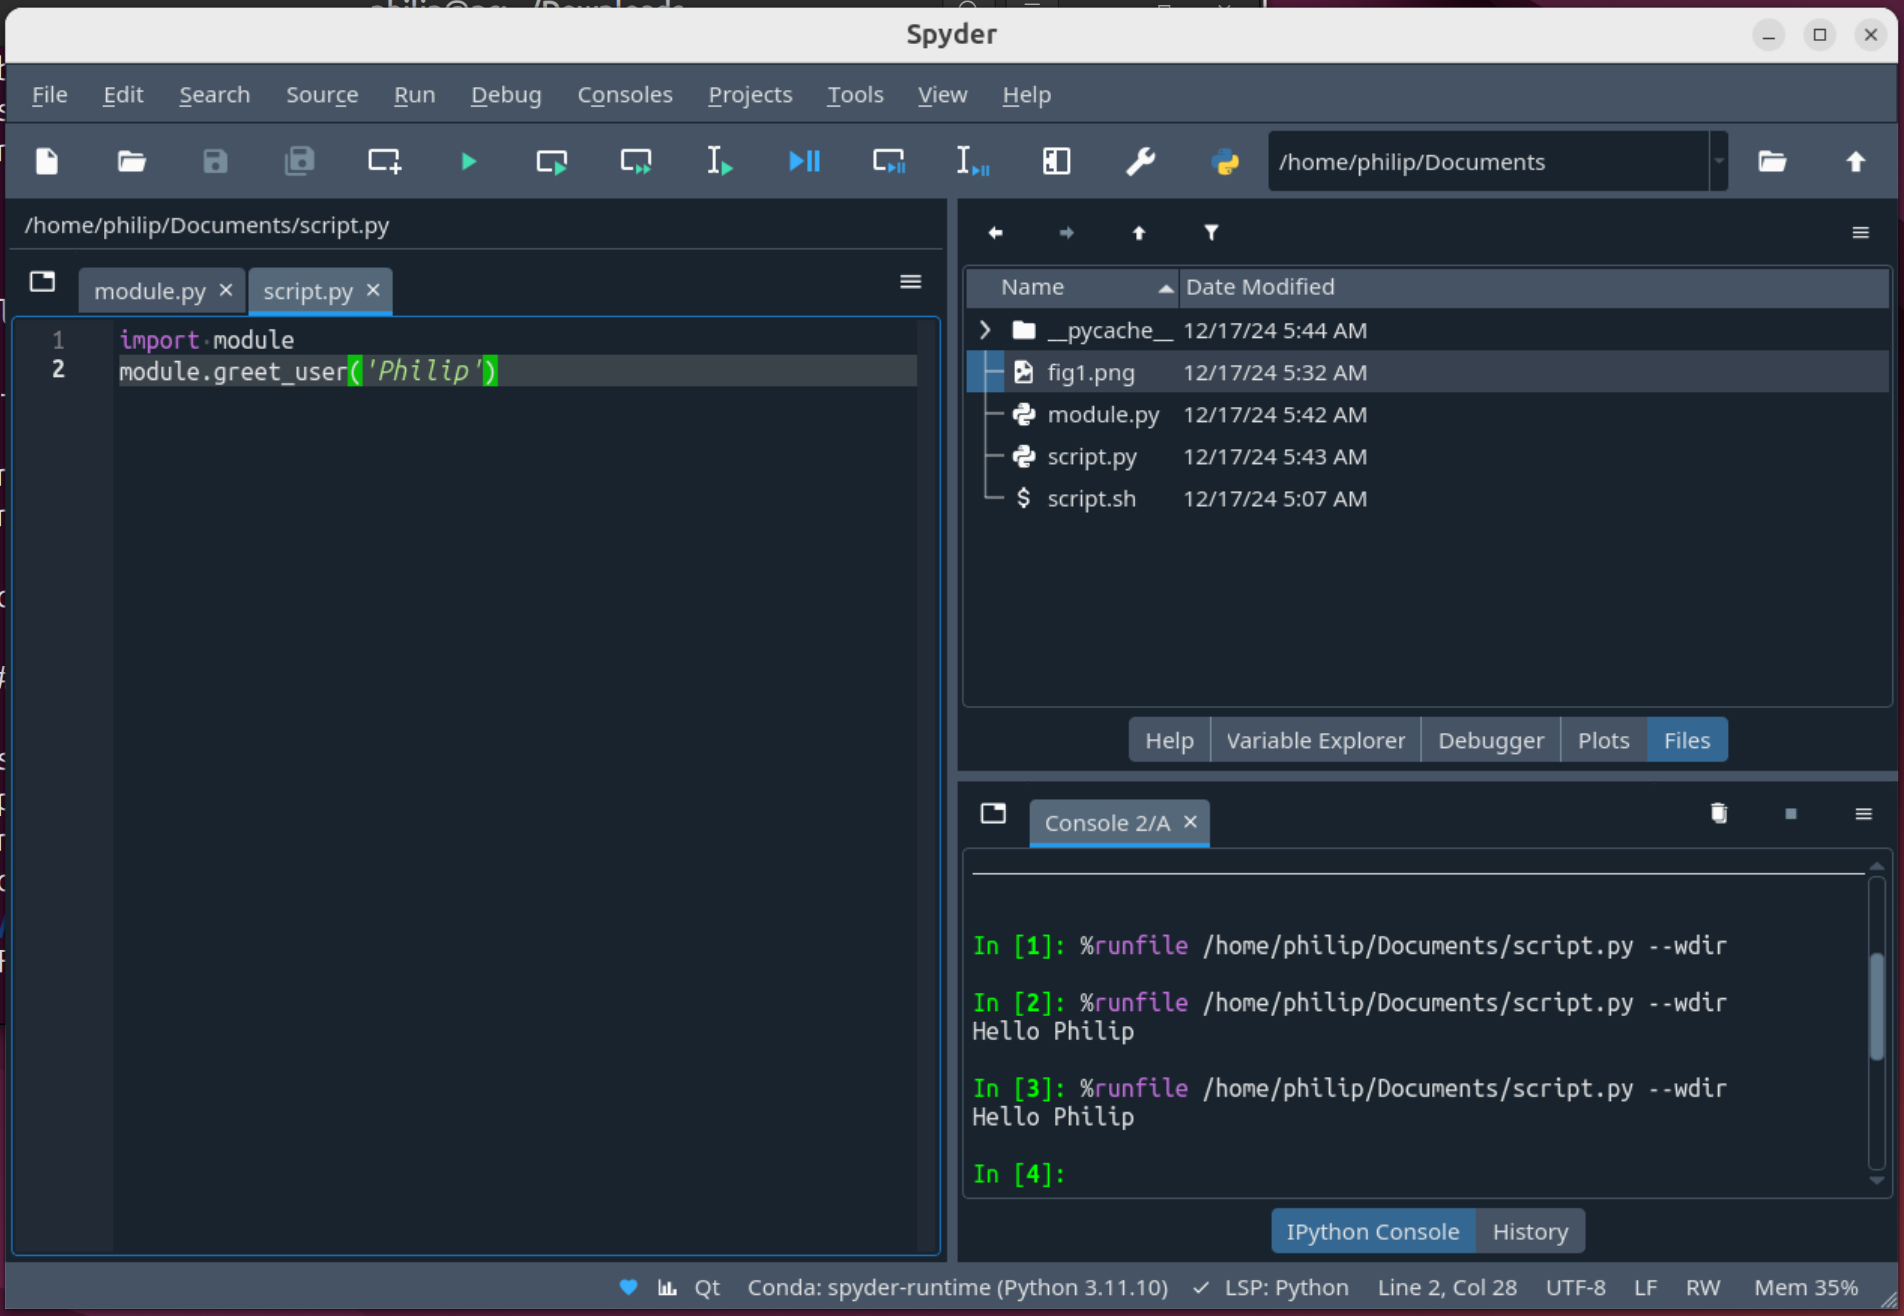 Spyder
File Edit Search Source Run Debug Consoles Projects Tools View Help
/home/philip/Documents
/home/philip/Documents/script.py
module.py script.py
1 import module
2 module.greet_user('Philip')
Name Date Modified
__pycache__ 12/17/24 5:44 AM
fig1.png 12/17/24 5:32 AM
module.py 12/17/24 5:42 AM
script.py 12/17/24 5:43 AM
$ script.sh 12/17/24 5:07 AM
Help Variable Explorer Debugger Plots Files
Console 2/A
In [1]: %runfile /home/philip/Documents/script.py --wdir
In [2]: %runfile /home/philip/Documents/script.py --wdir
Hello Philip
In [3]: %runfile /home/philip/Documents/script.py --wdir
Hello Philip
In [4]:
IPython Console History
Qt Conda: spyder-runtime (Python 3.11.10) ✓ LSP: Python Line 2, Col 28 UTF-8 LF RW Mem 35%